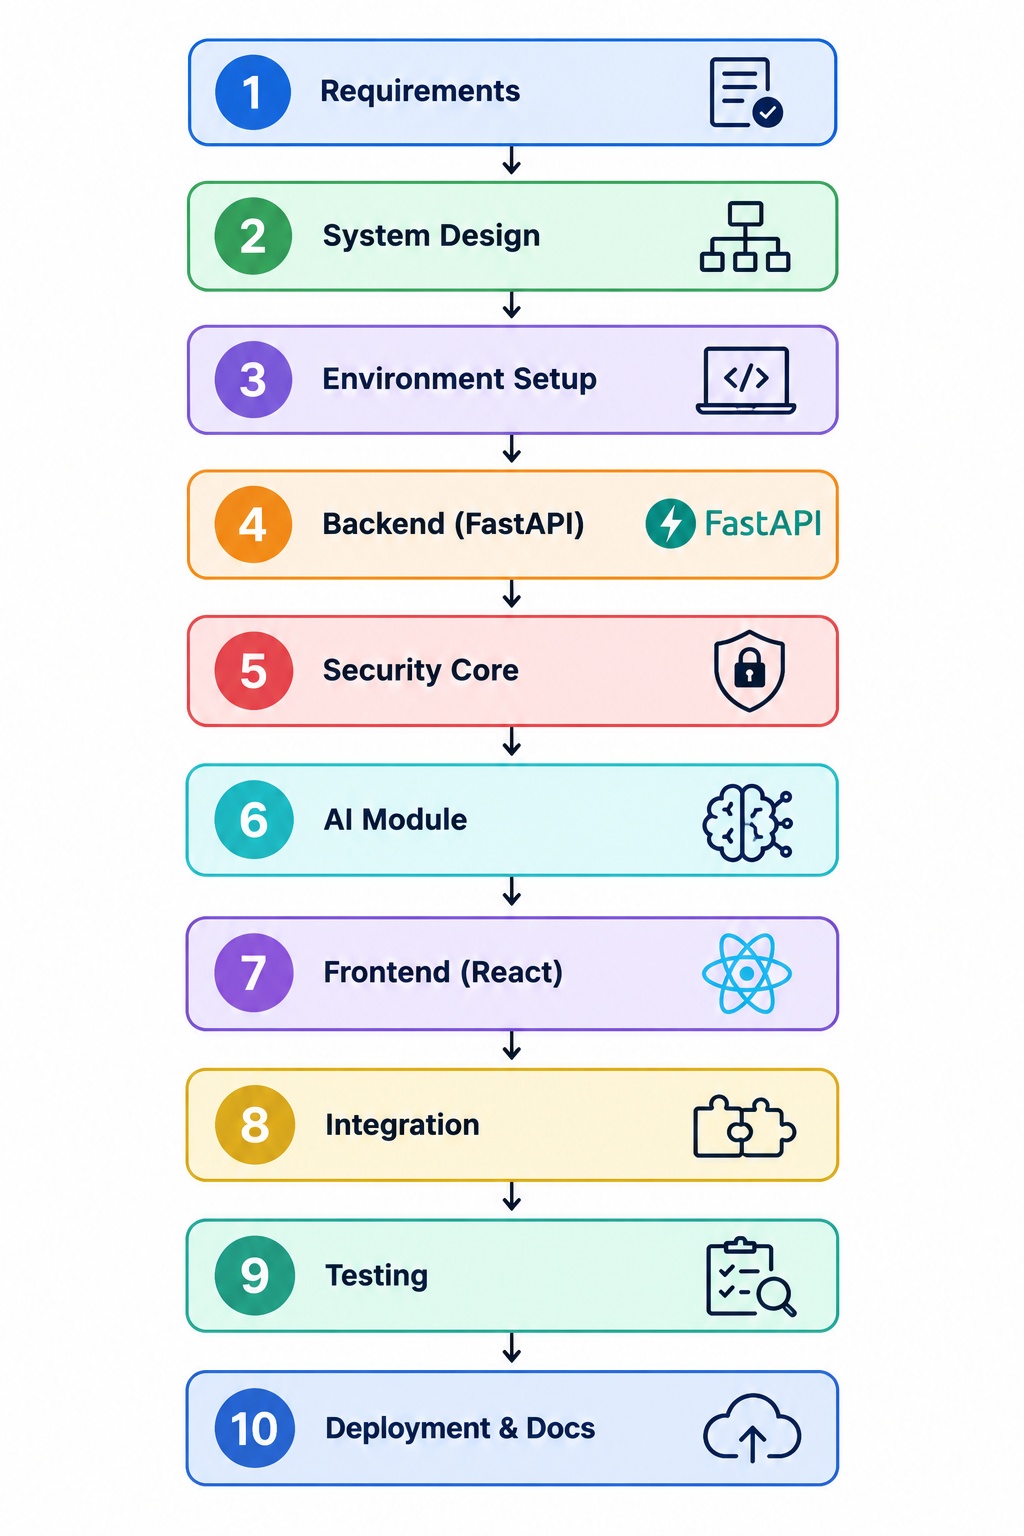 1 Requirements
2 System Design
3 Environment Setup
</>
4 Backend (FastAPI) FastAPI
5 Security Core
6 AI Module
7 Frontend (React)
8 Integration
9 Testing
10 Deployment & Docs